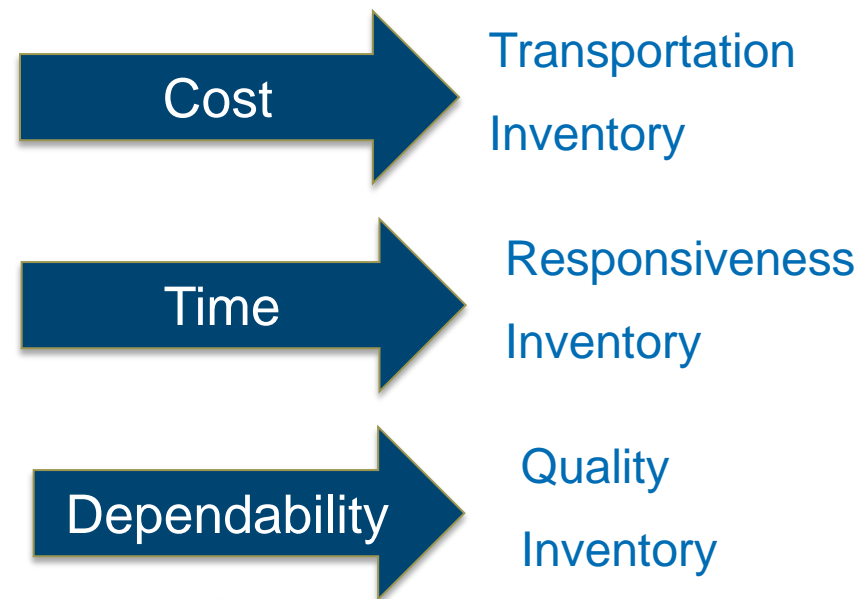 Cost
Transportation
Inventory
Time
Responsiveness
Inventory
Dependability
Quality
Inventory